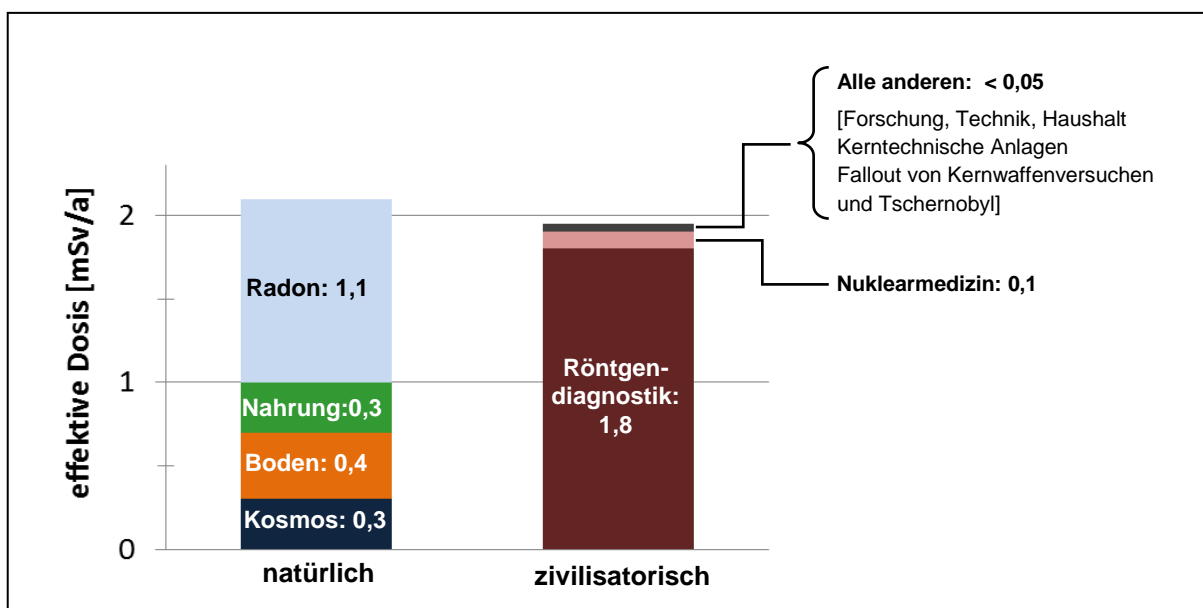 Alle anderen: < 0,05
[Forschung, Technik, Haushalt
Kerntechnische Anlagen
Fallout von Kernwaffenversuchen
und Tschernobyl]
effektive Dosis [mSv/a]
2
1
0
Radon: 1,1
Nahrung:0,3
Boden: 0,4
Kosmos: 0,3
Röntgen-
diagnostik:
1,8
Nuklearmedizin: 0,1
natürlich
zivilisatorisch